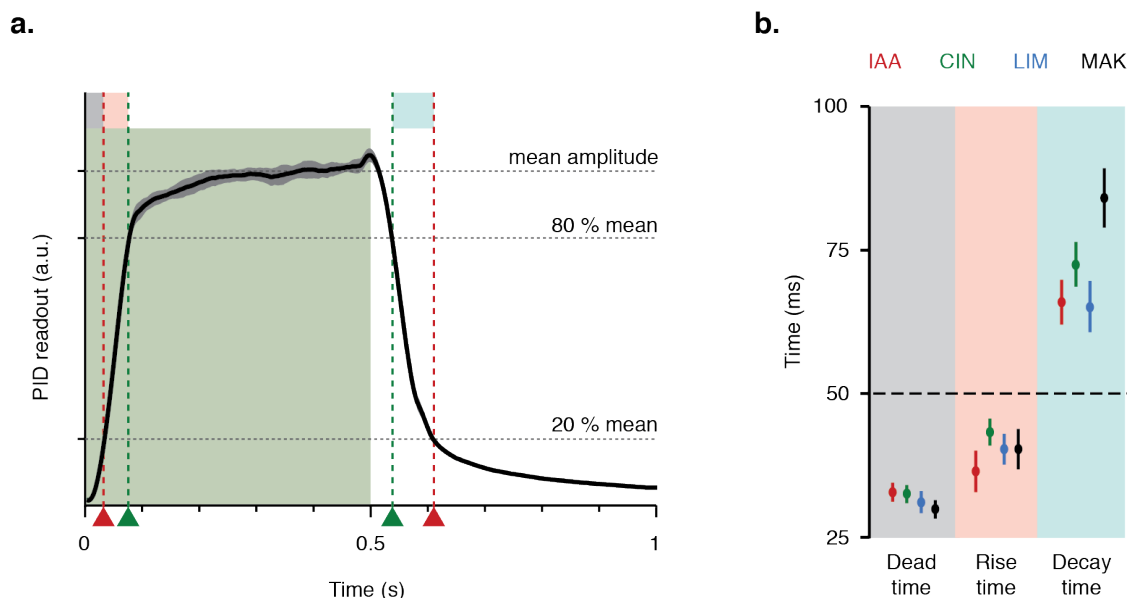 a.
mean amplitude
80 % mean
20 % mean
PID readout (a.u.)
0
0.5
1
Time (s)
b.
IAA CIN LIM MAK
100
75
50
25
Time (ms)
Dead time
Rise time
Decay time